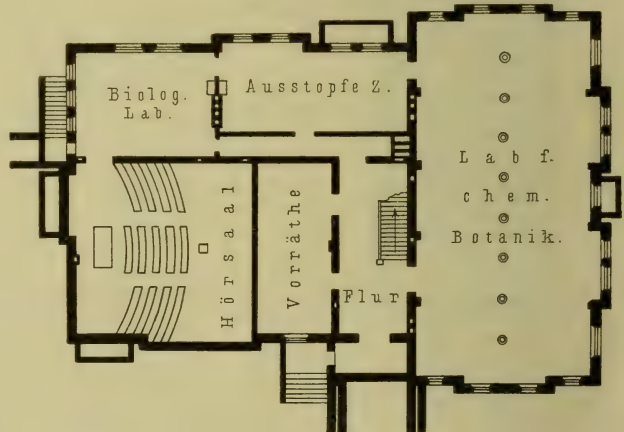 Biolog.
Lab.
Ausstopfe Z.
Lab f.
chem.
Botanik.
Hörsaal
Vorräthe
Flur